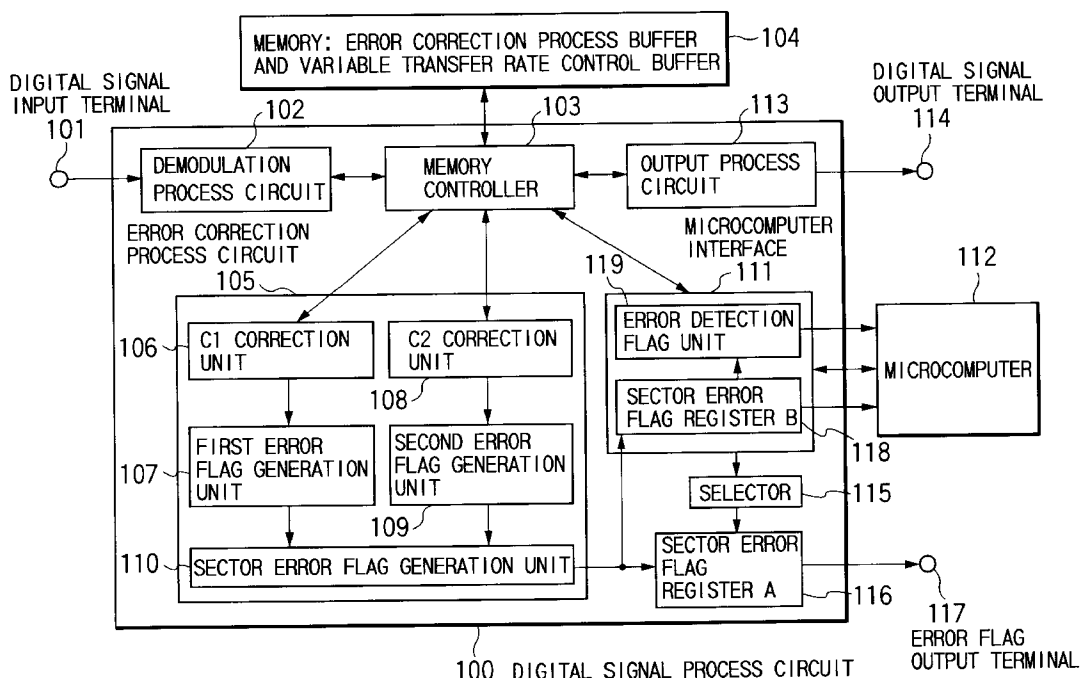 MEMORY: ERROR CORRECTION PROCESS BUFFER
AND VARIABLE TRANSFER RATE CONTROL BUFFER
104
DIGITAL SIGNAL
INPUT TERMINAL
101
102
103
113
DIGITAL SIGNAL
OUTPUT TERMINAL
114
DEMODULATION
PROCESS CIRCUIT
MEMORY
CONTROLLER
OUTPUT PROCESS
CIRCUIT
ERROR CORRECTION
PROCESS CIRCUIT
MICROCOMPUTER
INTERFACE
105
119
111
112
106
C1 CORRECTION
UNIT
C2 CORRECTION
UNIT
108
ERROR DETECTION
FLAG UNIT
MICROCOMPUTER
SECTOR ERROR
FLAG REGISTER B
118
107
FIRST ERROR
FLAG GENERATION
UNIT
SECOND ERROR
FLAG GENERATION
UNIT
109
SELECTOR
115
110
SECTOR ERROR FLAG GENERATION UNIT
SECTOR ERROR
FLAG
REGISTER A
116
117
ERROR FLAG
OUTPUT TERMINAL
100 DIGITAL SIGNAL PROCESS CIRCUIT